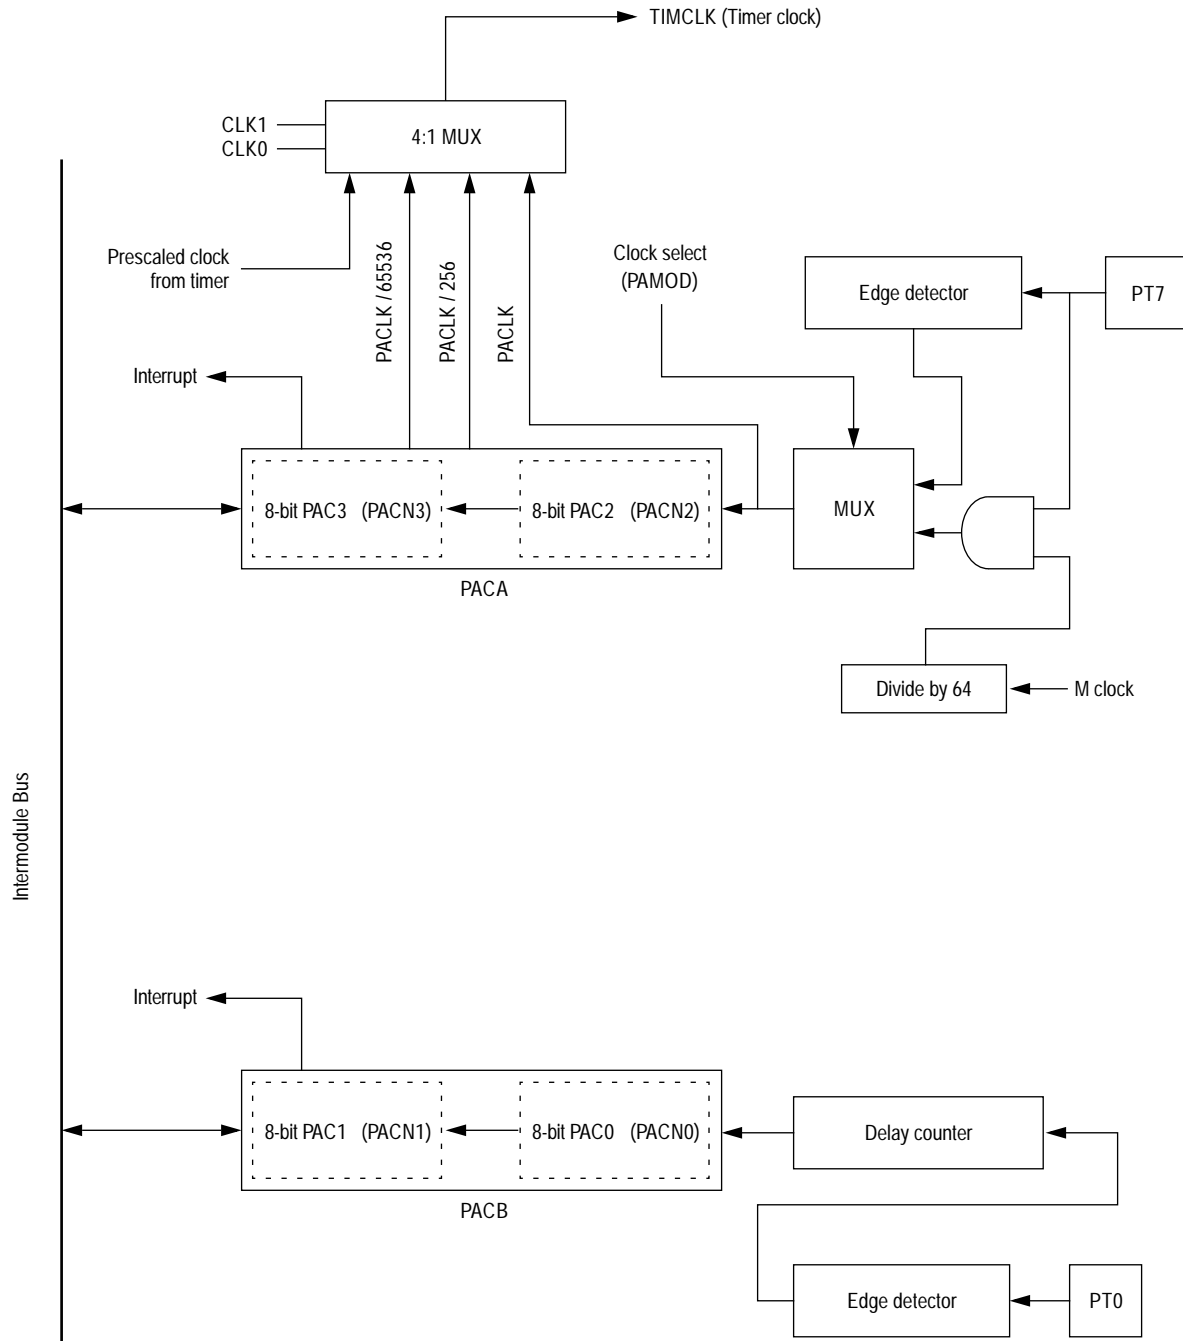 TIMCLK (Timer clock)
CLK1
CLK0
4:1 MUX
Prescaled clock
from timer
PACLK / 65536
PACLK / 256
PACLK
Clock select
(PAMOD)
Edge detector
PT7
Interrupt
8-bit PAC3 (PACN3)
8-bit PAC2 (PACN2)
MUX
PACA
Divide by 64
M clock
Intermodule Bus
Interrupt
8-bit PAC1 (PACN1)
8-bit PAC0 (PACN0)
Delay counter
PACB
Edge detector
PT0